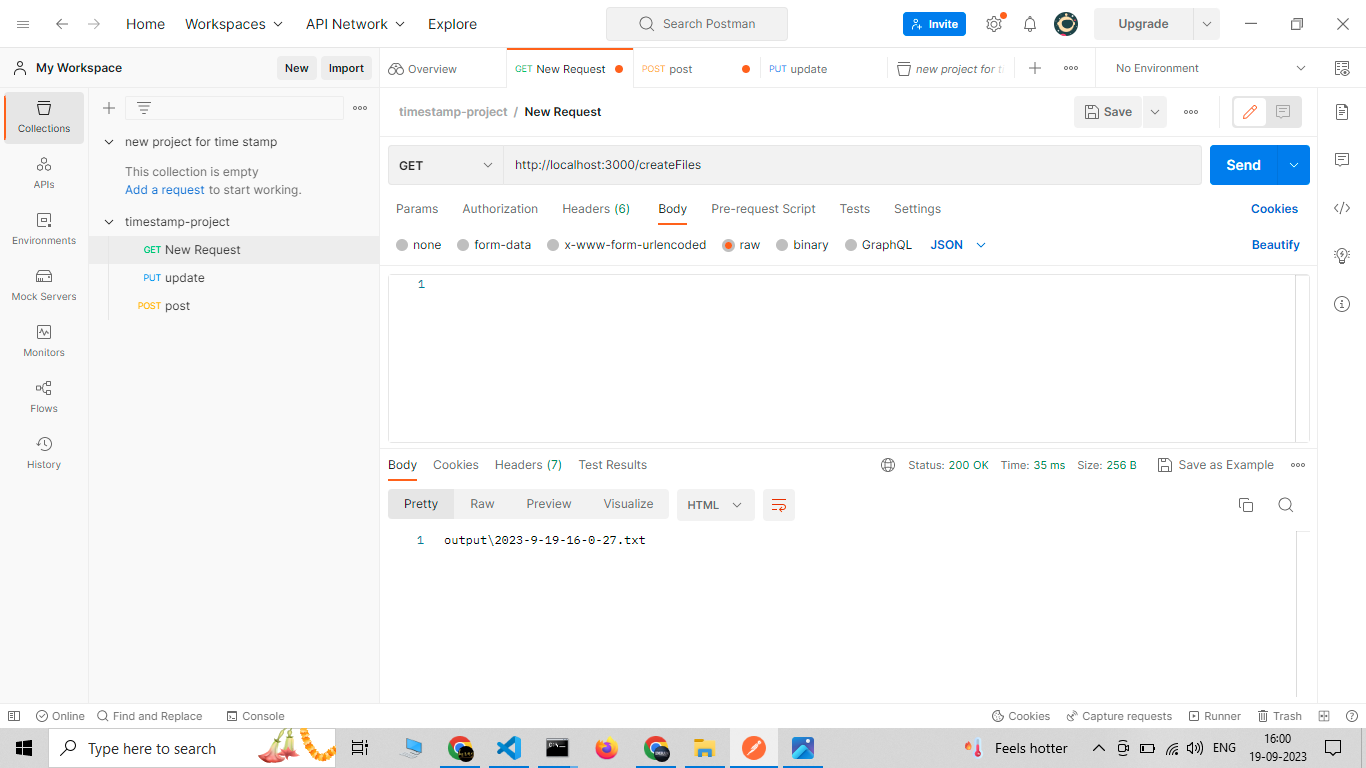 Home Workspaces API Network Explore Search Postman Invite Upgrade
My Workspace New Import Overview GET New Request POST post PUT update new project for t No Environment
Collections
APIs
Environments
Mock Servers
Monitors
Flows
History
new project for time stamp
This collection is empty
Add a request to start working.
timestamp-project
GET New Request
PUT update
POST post
timestamp-project / New Request Save
GET http://localhost:3000/createFiles Send
Params Authorization Headers (6) Body Pre-request Script Tests Settings Cookies
none form-data x-www-form-urlencoded raw binary GraphQL JSON Beautify
1
Body Cookies Headers (7) Test Results Status: 200 OK Time: 35 ms Size: 256 B Save as Example
Pretty Raw Preview Visualize HTML
1 output\2023-9-19-16-0-27.txt
Online Find and Replace Console Cookies Capture requests Runner Trash
Type here to search Feels hotter ENG 16:00
19-09-2023